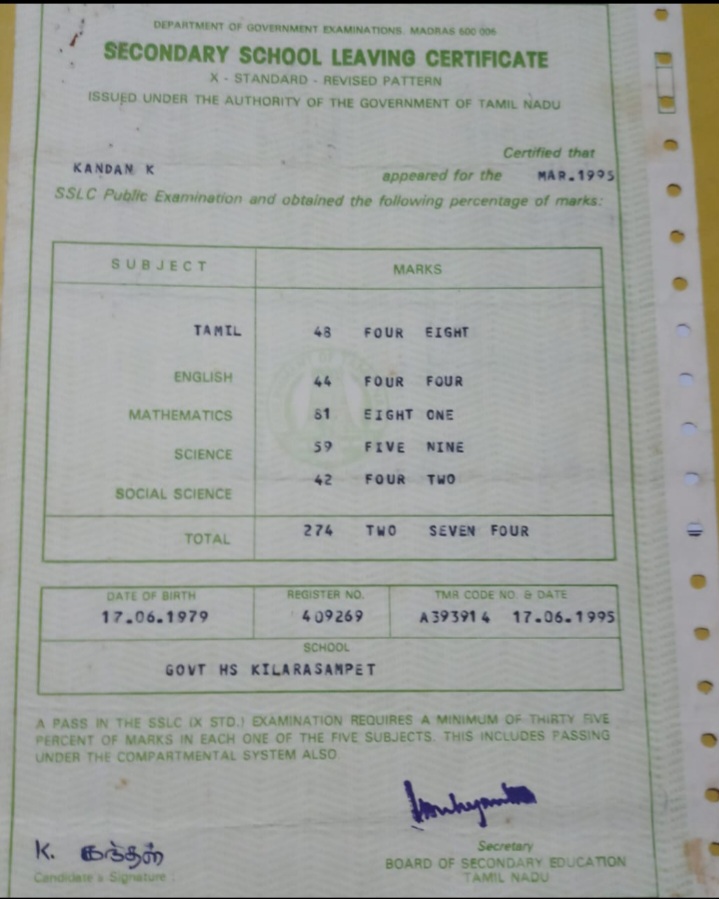 DEPARTMENT OF GOVERNMENT EXAMINATIONS. MADRAS 600 006
SECONDARY SCHOOL LEAVING CERTIFICATE
X - STANDARD - REVISED PATTERN
ISSUED UNDER THE AUTHORITY OF THE GOVERNMENT OF TAMIL NADU
Certified that
KANDAN K appeared for the MAR.1995
SSLC Public Examination and obtained the following percentage of marks:
SUBJECT MARKS
TAMIL 48 FOUR EIGHT
ENGLISH 44 FOUR FOUR
MATHEMATICS 81 EIGHT ONE
SCIENCE 59 FIVE NINE
SOCIAL SCIENCE 42 FOUR TWO
TOTAL 274 TWO SEVEN FOUR
DATE OF BIRTH REGISTER NO. TMR CODE NO. & DATE
17.06.1979 409269 A393914 17.06.1995
SCHOOL
GOVT HS KILARASAMPET
A PASS IN THE SSLC (X STD.) EXAMINATION REQUIRES A MINIMUM OF THIRTY FIVE
PERCENT OF MARKS IN EACH ONE OF THE FIVE SUBJECTS. THIS INCLUDES PASSING
UNDER THE COMPARTMENTAL SYSTEM ALSO
K. கந்தன்
Candidate's Signature :
Secretary
BOARD OF SECONDARY EDUCATION
TAMIL NADU